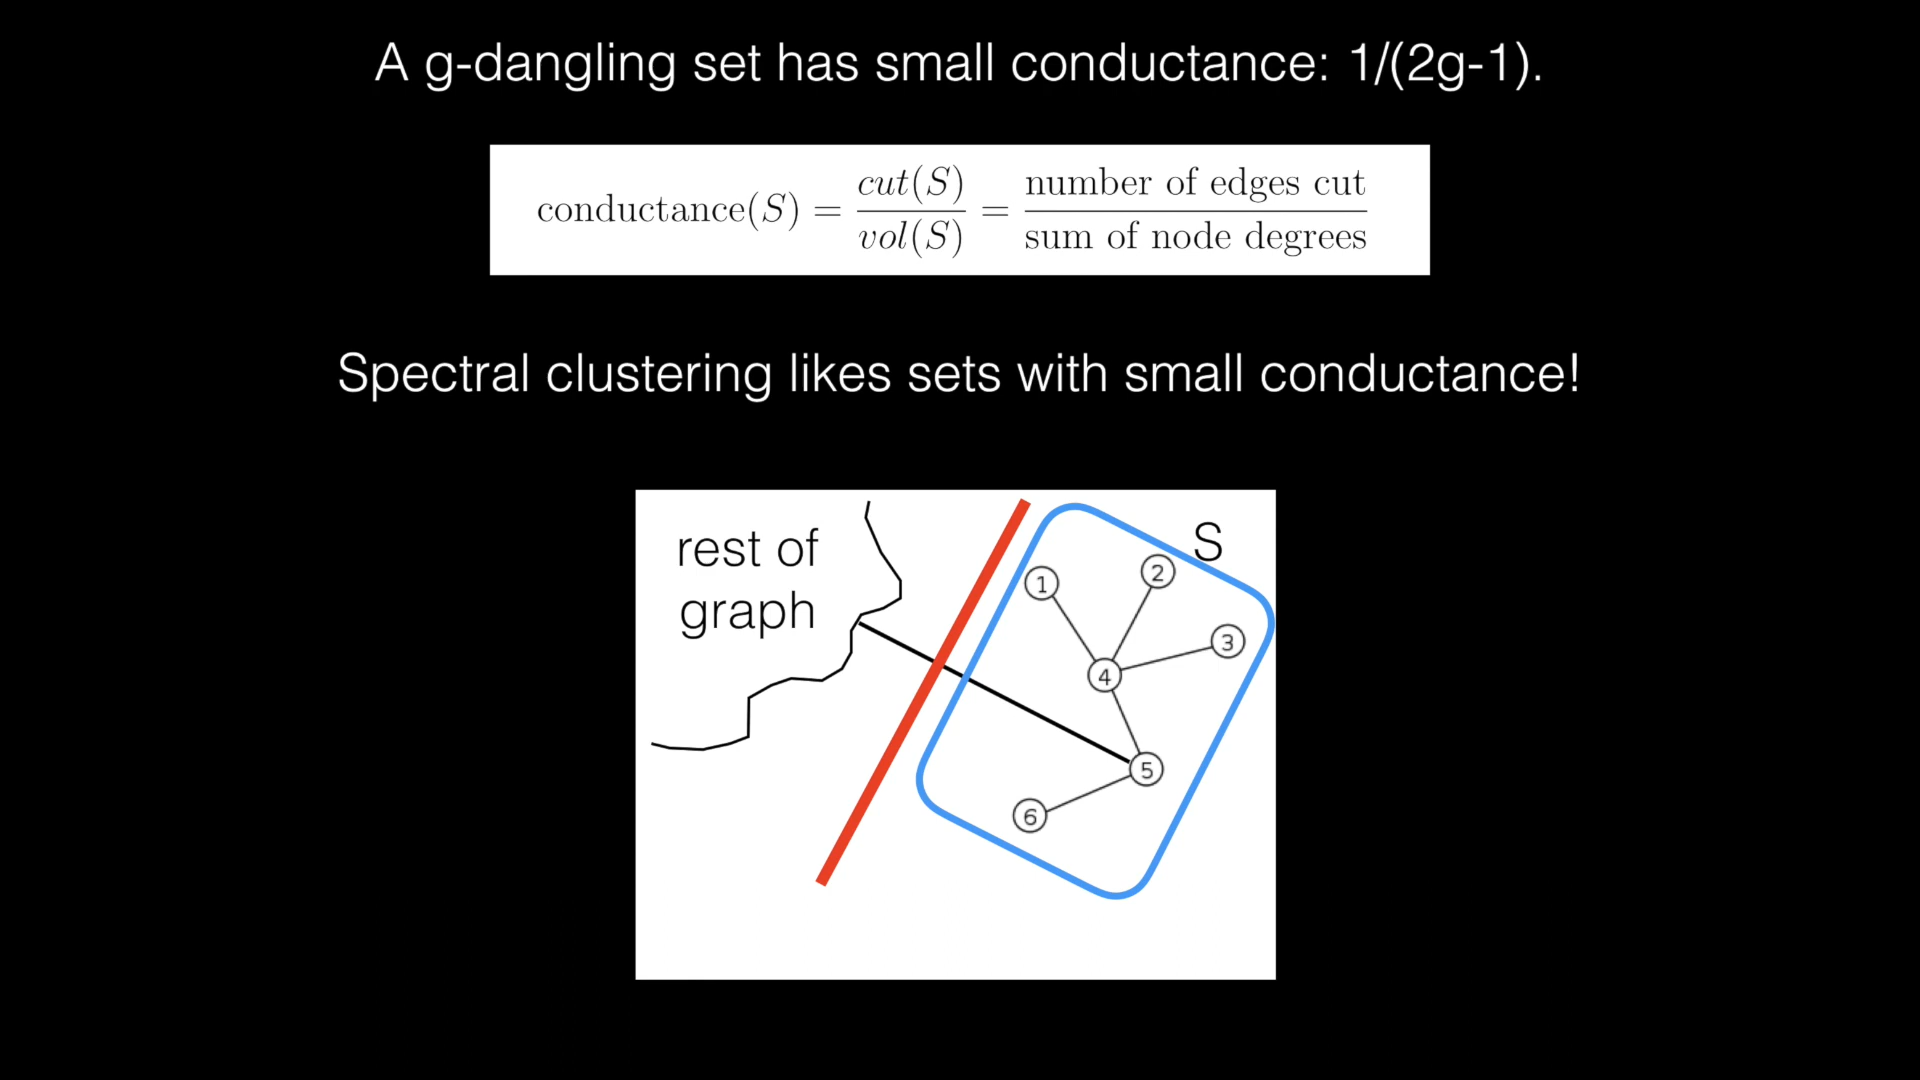 A g-dangling set has small conductance: 1/(2g-1).
conductance(S) = cut(S)/vol(S) = number of edges cut/sum of node degrees
Spectral clustering likes sets with small conductance!
rest of
graph
S
1
2
3
4
5
6